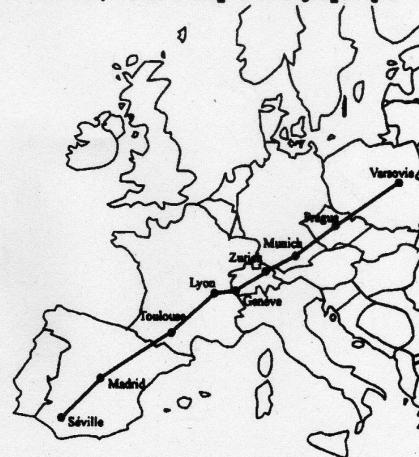 Varsovie
Prague
Munich
Zurich
Lyon
Genève
Toulouse
Madrid
Séville